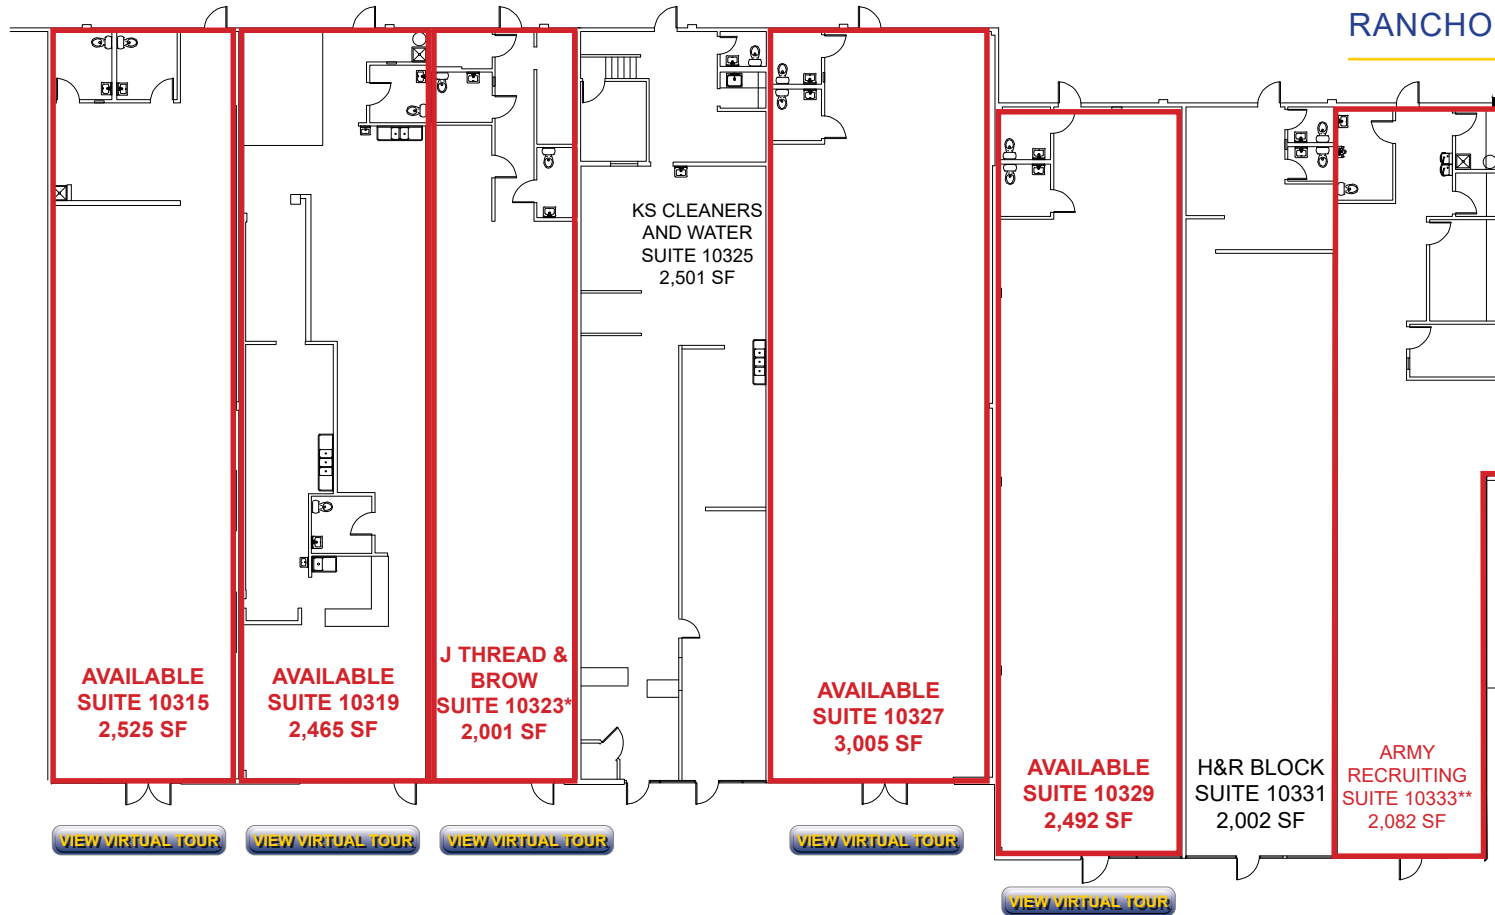 RANCHO
KS CLEANERS
AND WATER
SUITE 10325
2,501 SF
AVAILABLE
SUITE 10315
2,525 SF
AVAILABLE
SUITE 10319
2,465 SF
J THREAD &
BROW
SUITE 10323*
2,001 SF
AVAILABLE
SUITE 10327
3,005 SF
AVAILABLE
SUITE 10329
2,492 SF
H&R BLOCK
SUITE 10331
2,002 SF
ARMY
RECRUITING
SUITE 10333**
2,082 SF
VIEW VIRTUAL TOUR
VIEW VIRTUAL TOUR
VIEW VIRTUAL TOUR
VIEW VIRTUAL TOUR
VIEW VIRTUAL TOUR